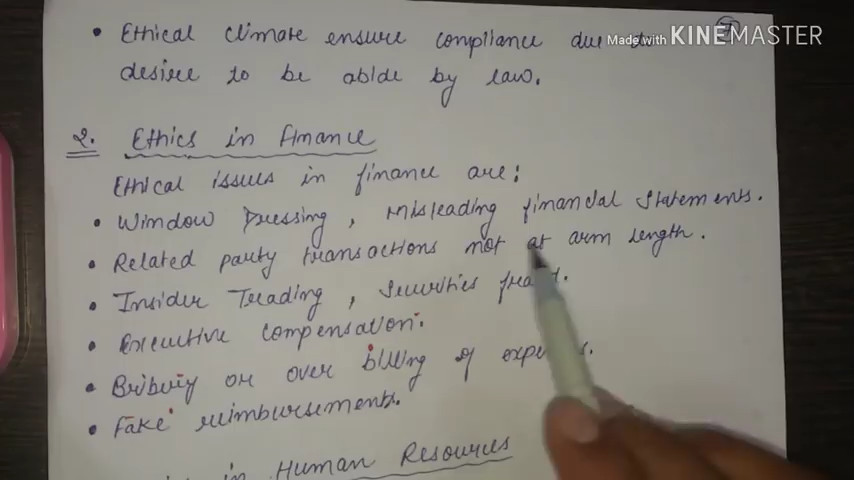 • Ethical climate ensure compliance due to
desire to be abide by law.
Made with KINEMASTER
2. Ethics in Finance
Ethical issues in finance are:
• Window Dressing, Misleading financial statements.
• Related party transactions not at arm length.
• Insider Trading, Securities
• Executive compensation.
• Bribery or over billing of
• Fake reimbursements.
in Human Resources